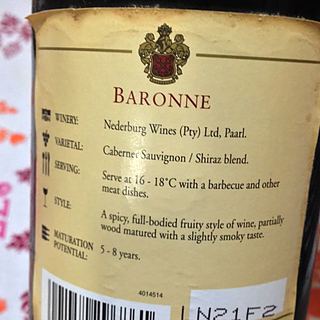 BARONNE
WINERY: Nederburg Wines (Pty) Ltd, Paarl.
VARIETAL: Cabernet Sauvignon / Shiraz blend.
SERVING: Serve at 16 - 18°C with a barbecue and other
meat dishes.
STYLE: A spicy, full-bodied fruity style of wine, partially
wood matured with a slightly smoky taste.
MATURATION
POTENTIAL: 5 - 8 years.
4014514
LN21F2